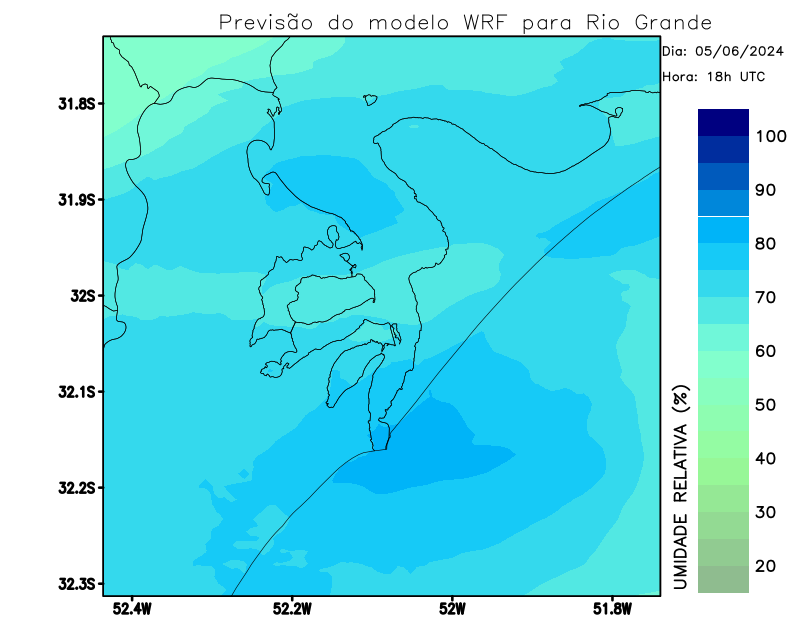 Previsão do modelo WRF para Rio Grande
Dia: 05/06/2024
Hora: 18h UTC
31.8S
31.9S
32S
32.1S
32.2S
32.3S
52.4W
52.2W
52W
51.8W
100
90
80
70
60
50
40
30
20
UMIDADE RELATIVA (%)